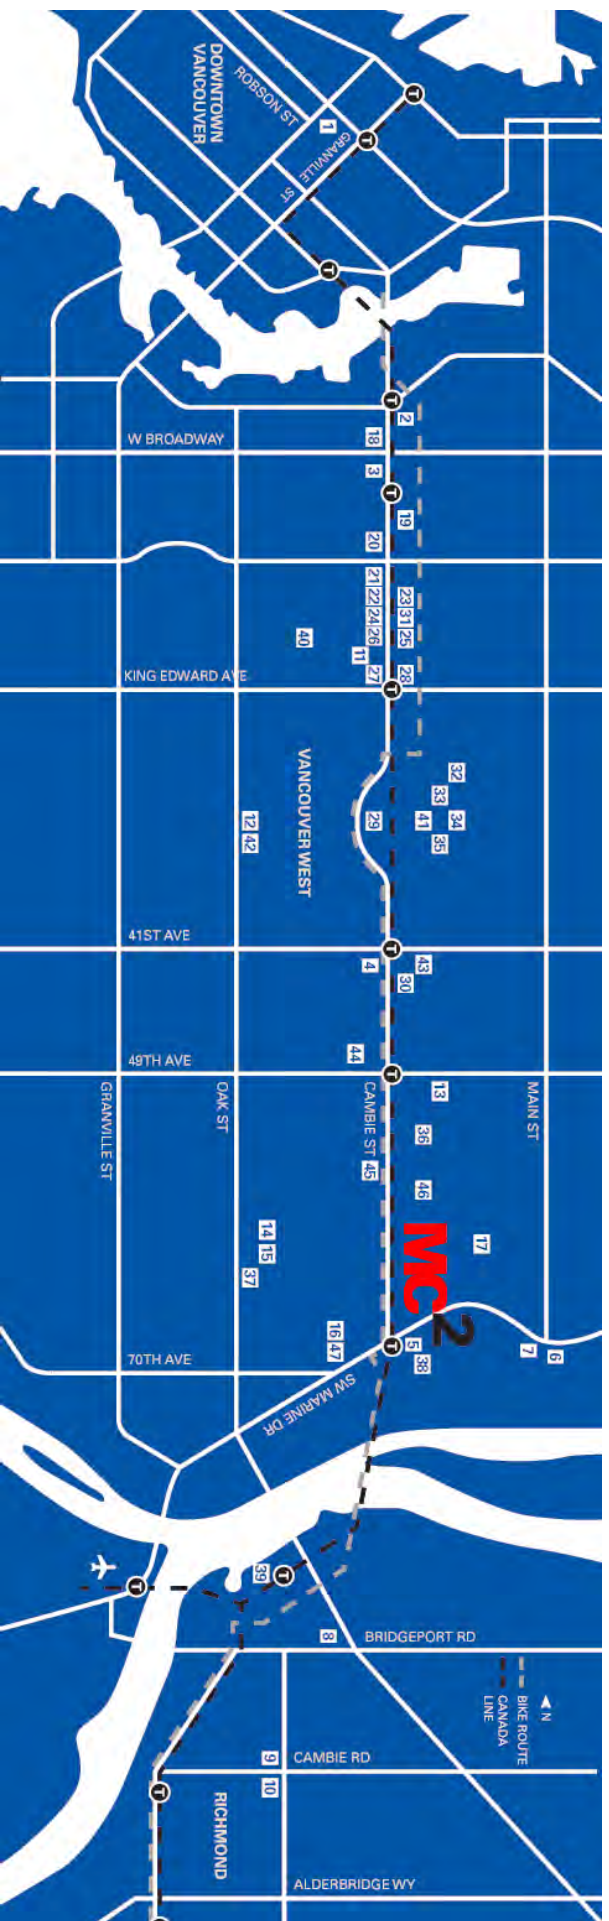 DOWNTOWN
VANCOUVER
ROBSON ST
1
GRANVILLE ST
T
T
T
T
2
W BROADWAY
18
3
T
19
20
21 22 24 26
23 31 25
40
11
27
28
KING EDWARD AVE
T
VANCOUVER WEST
32
33
34
41
35
29
12 42
41ST AVE
T
4
43
30
44
49TH AVE
T
13
GRANVILLE ST
OAK ST
CAMBIE ST
MAIN ST
36
45
46
17
MC2
14 15
37
16 47
T
5
38
7
6
70TH AVE
SW MARINE DR
39
T
T
8
BRIDGEPORT RD
N
BIKE ROUTE
CANADA
LINE
9
CAMBIE RD
10
T
RICHMOND
ALDERBRIDGE WY